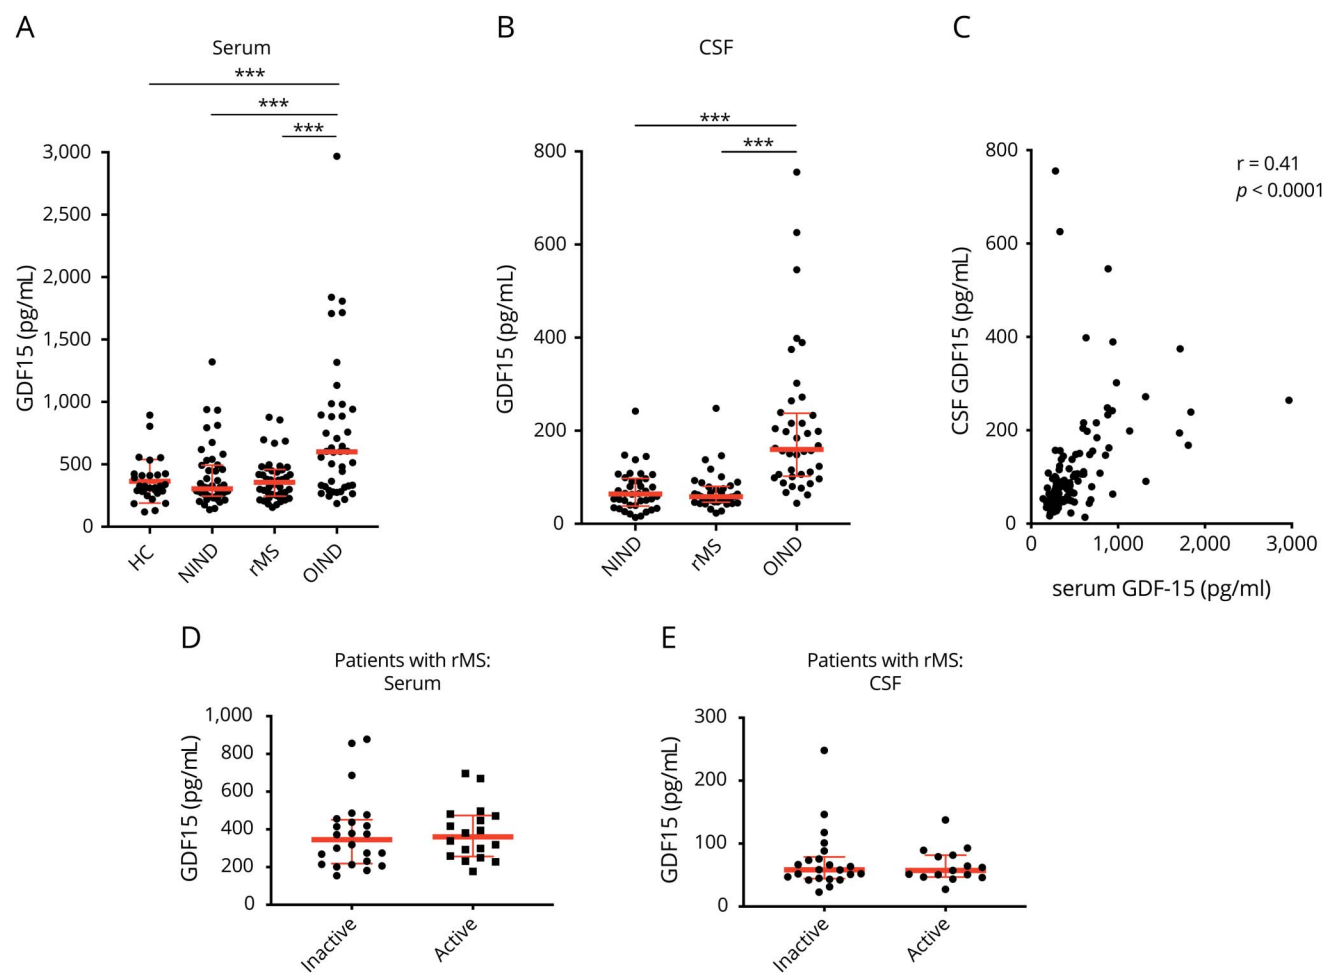 A
Serum
***
***
***
3,000
2,500
2,000
1,500
1,000
500
0
GDF15 (pg/mL)
HC
NIND
rMS
OIND
B
CSF
***
***
800
600
400
200
0
GDF15 (pg/mL)
NIND
rMS
OIND
C
r = 0.41
p < 0.0001
800
600
400
200
0
CSF GDF15 (pg/mL)
0
1,000
2,000
3,000
serum GDF-15 (pg/ml)
D
Patients with rMS:
Serum
1,000
800
600
400
200
0
GDF15 (pg/mL)
Inactive
Active
E
Patients with rMS:
CSF
300
200
100
0
GDF15 (pg/mL)
Inactive
Active